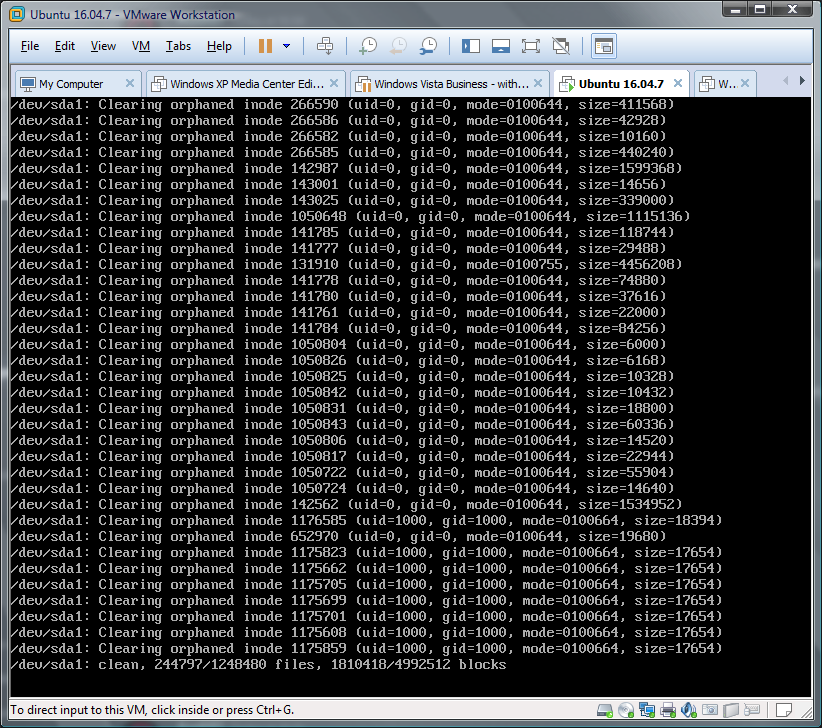 Ubuntu 16.04.7 - VMware Workstation
File Edit View VM Tabs Help
My Computer Windows XP Media Center Edi... Windows Vista Business - with... Ubuntu 16.04.7 W...
/dev/sda1: Clearing orphaned inode 266590 (uid=0, gid=0, mode=0100644, size=411568)
/dev/sda1: Clearing orphaned inode 266586 (uid=0, gid=0, mode=0100644, size=42928)
/dev/sda1: Clearing orphaned inode 266582 (uid=0, gid=0, mode=0100644, size=10160)
/dev/sda1: Clearing orphaned inode 266585 (uid=0, gid=0, mode=0100644, size=440240)
/dev/sda1: Clearing orphaned inode 142987 (uid=0, gid=0, mode=0100644, size=1599368)
/dev/sda1: Clearing orphaned inode 143001 (uid=0, gid=0, mode=0100644, size=14656)
/dev/sda1: Clearing orphaned inode 143025 (uid=0, gid=0, mode=0100644, size=339000)
/dev/sda1: Clearing orphaned inode 1050648 (uid=0, gid=0, mode=0100644, size=1115136)
/dev/sda1: Clearing orphaned inode 141785 (uid=0, gid=0, mode=0100644, size=118744)
/dev/sda1: Clearing orphaned inode 141777 (uid=0, gid=0, mode=0100644, size=29488)
/dev/sda1: Clearing orphaned inode 131910 (uid=0, gid=0, mode=0100755, size=4456208)
/dev/sda1: Clearing orphaned inode 141778 (uid=0, gid=0, mode=0100644, size=74880)
/dev/sda1: Clearing orphaned inode 141780 (uid=0, gid=0, mode=0100644, size=37616)
/dev/sda1: Clearing orphaned inode 141761 (uid=0, gid=0, mode=0100644, size=22000)
/dev/sda1: Clearing orphaned inode 141784 (uid=0, gid=0, mode=0100644, size=84256)
/dev/sda1: Clearing orphaned inode 1050804 (uid=0, gid=0, mode=0100644, size=6000)
/dev/sda1: Clearing orphaned inode 1050826 (uid=0, gid=0, mode=0100644, size=6168)
/dev/sda1: Clearing orphaned inode 1050825 (uid=0, gid=0, mode=0100644, size=10328)
/dev/sda1: Clearing orphaned inode 1050842 (uid=0, gid=0, mode=0100644, size=10432)
/dev/sda1: Clearing orphaned inode 1050831 (uid=0, gid=0, mode=0100644, size=18800)
/dev/sda1: Clearing orphaned inode 1050843 (uid=0, gid=0, mode=0100644, size=60336)
/dev/sda1: Clearing orphaned inode 1050806 (uid=0, gid=0, mode=0100644, size=14520)
/dev/sda1: Clearing orphaned inode 1050817 (uid=0, gid=0, mode=0100644, size=22944)
/dev/sda1: Clearing orphaned inode 1050722 (uid=0, gid=0, mode=0100644, size=55904)
/dev/sda1: Clearing orphaned inode 1050724 (uid=0, gid=0, mode=0100644, size=14640)
/dev/sda1: Clearing orphaned inode 142562 (uid=0, gid=0, mode=0100644, size=1534952)
/dev/sda1: Clearing orphaned inode 1176585 (uid=1000, gid=1000, mode=0100664, size=18394)
/dev/sda1: Clearing orphaned inode 652970 (uid=0, gid=0, mode=0100644, size=19680)
/dev/sda1: Clearing orphaned inode 1175823 (uid=1000, gid=1000, mode=0100664, size=17654)
/dev/sda1: Clearing orphaned inode 1175662 (uid=1000, gid=1000, mode=0100664, size=17654)
/dev/sda1: Clearing orphaned inode 1175705 (uid=1000, gid=1000, mode=0100664, size=17654)
/dev/sda1: Clearing orphaned inode 1175699 (uid=1000, gid=1000, mode=0100664, size=17654)
/dev/sda1: Clearing orphaned inode 1175701 (uid=1000, gid=1000, mode=0100664, size=17654)
/dev/sda1: Clearing orphaned inode 1175608 (uid=1000, gid=1000, mode=0100664, size=17654)
/dev/sda1: Clearing orphaned inode 1175859 (uid=1000, gid=1000, mode=0100664, size=17654)
/dev/sda1: clean, 244797/1248480 files, 1810418/4992512 blocks
To direct input to this VM, click inside or press Ctrl+G.